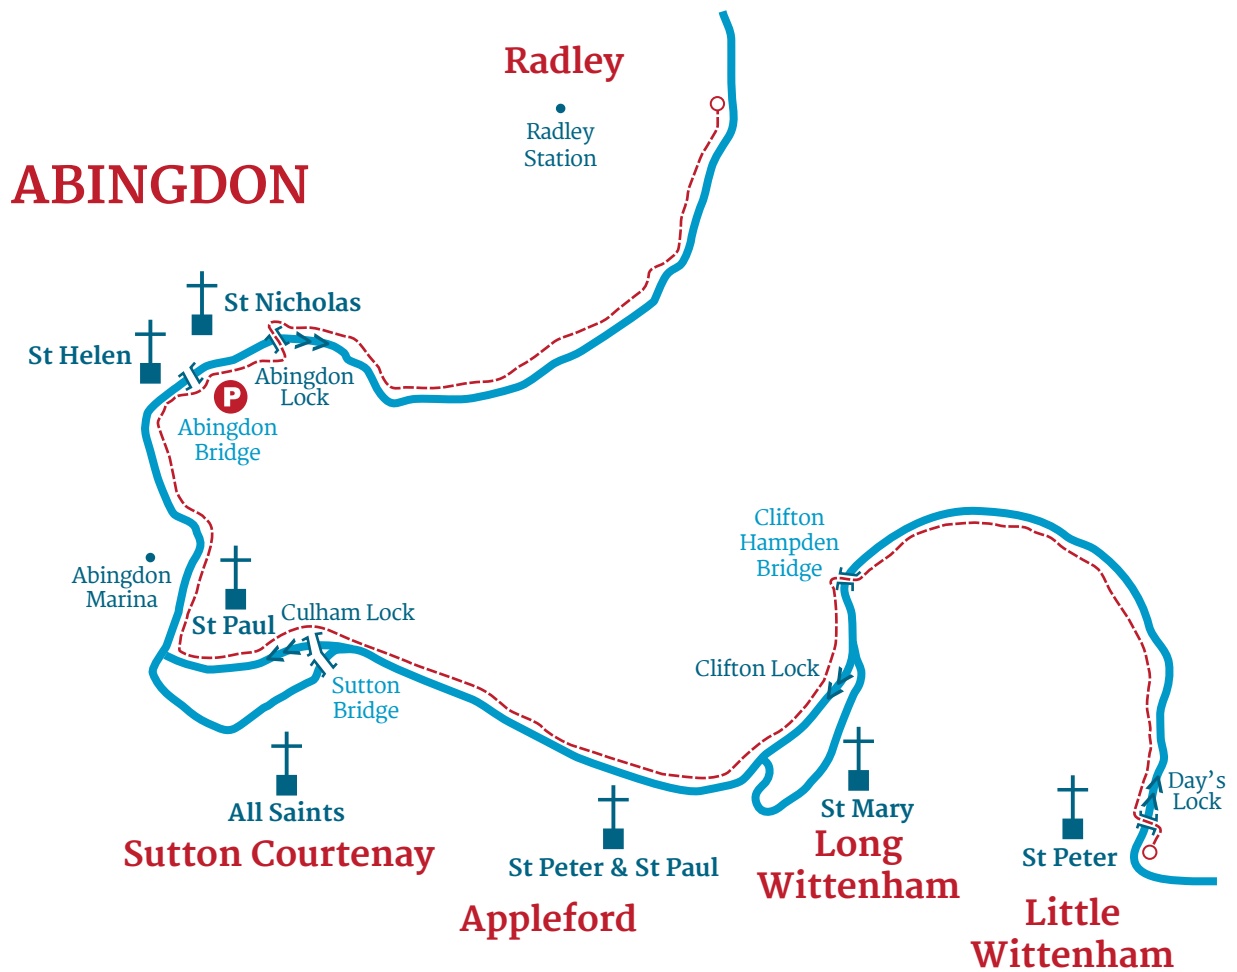 Radley
Radley
Station
ABINGDON
St Nicholas
St Helen
Abingdon
Lock
P
Abingdon
Bridge
Clifton
Hampden
Bridge
Abingdon
Marina
St Paul
Culham Lock
Sutton
Bridge
Clifton Lock
Day’s
Lock
All Saints
Sutton Courtenay
St Mary
Long
Wittenham
St Peter & St Paul
Appleford
St Peter
Little
Wittenham